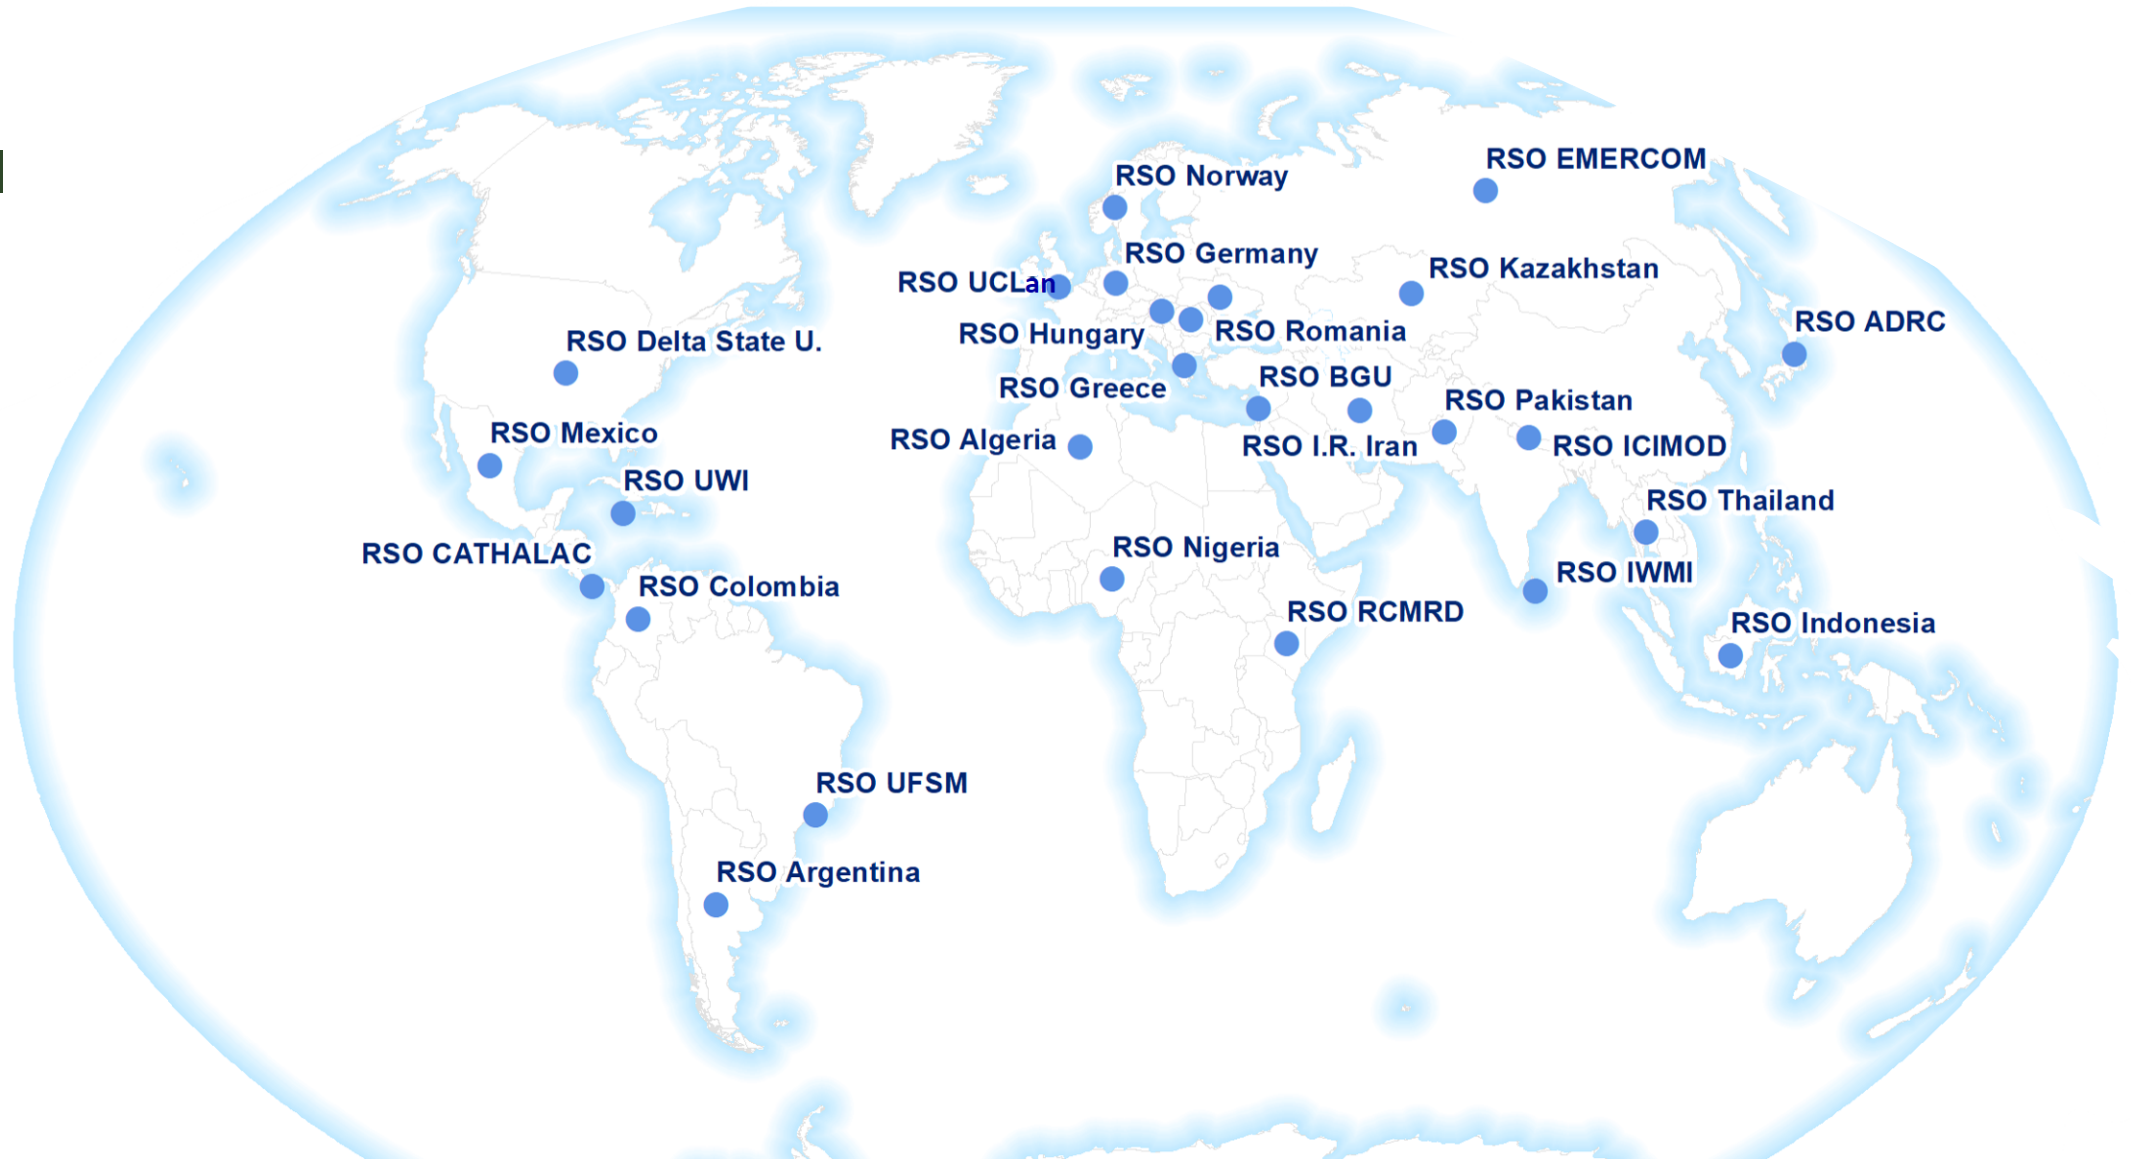 RSO EMERCOM
RSO Norway
RSO Germany
RSO Kazakhstan
RSO UCLan
RSO ADRC
RSO Hungary
RSO Romania
RSO Delta State U.
RSO BGU
RSO Greece
RSO Pakistan
RSO Mexico
RSO Algeria
RSO I.R. Iran
RSO ICIMOD
RSO UWI
RSO Thailand
RSO CATHALAC
RSO Nigeria
RSO IWMI
RSO Colombia
RSO RCMRD
RSO Indonesia
RSO UFSM
RSO Argentina